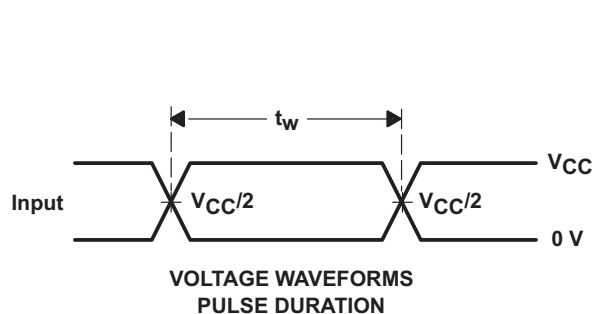 tw
VCC
Input
VCC/2
VCC/2
0 V
VOLTAGE WAVEFORMS
PULSE DURATION